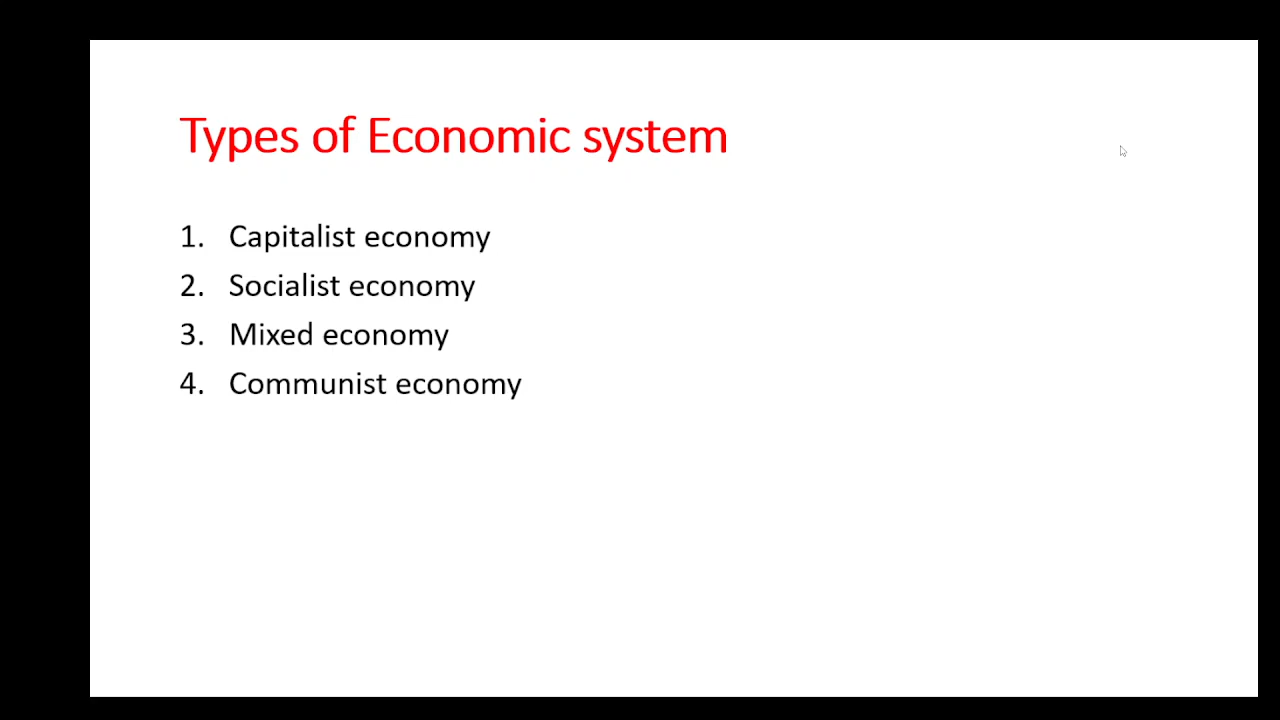 Types of Economic system
1. Capitalist economy
2. Socialist economy
3. Mixed economy
4. Communist economy